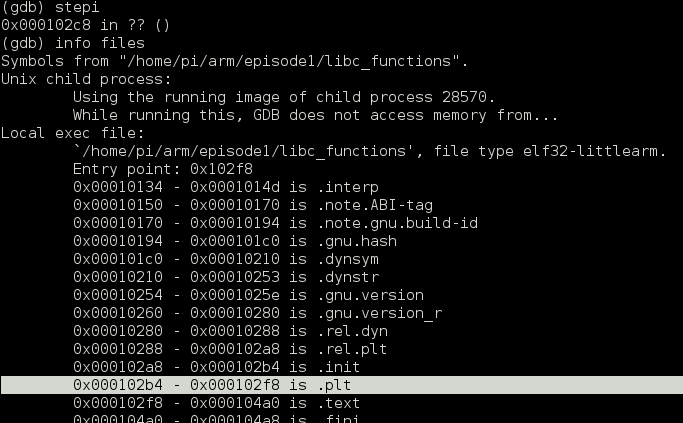 (gdb) stepi
0x000102c8 in ?? ()
(gdb) info files
Symbols from "/home/pi/arm/episode1/libc_functions".
Unix child process:
Using the running image of child process 28570.
While running this, GDB does not access memory from...
Local exec file:
`/home/pi/arm/episode1/libc_functions', file type elf32-littlearm.
Entry point: 0x102f8
0x00010134 - 0x0001014d is .interp
0x00010150 - 0x00010170 is .note.ABI-tag
0x00010170 - 0x00010194 is .note.gnu.build-id
0x00010194 - 0x000101c0 is .gnu.hash
0x000101c0 - 0x00010210 is .dynsym
0x00010210 - 0x00010253 is .dynstr
0x00010254 - 0x0001025e is .gnu.version
0x00010260 - 0x00010280 is .gnu.version_r
0x00010280 - 0x00010288 is .rel.dyn
0x00010288 - 0x000102a8 is .rel.plt
0x000102a8 - 0x000102b4 is .init
0x000102b4 - 0x000102f8 is .plt
0x000102f8 - 0x000104a0 is .text
0x000104a0 - 0x000104a8 is .fini